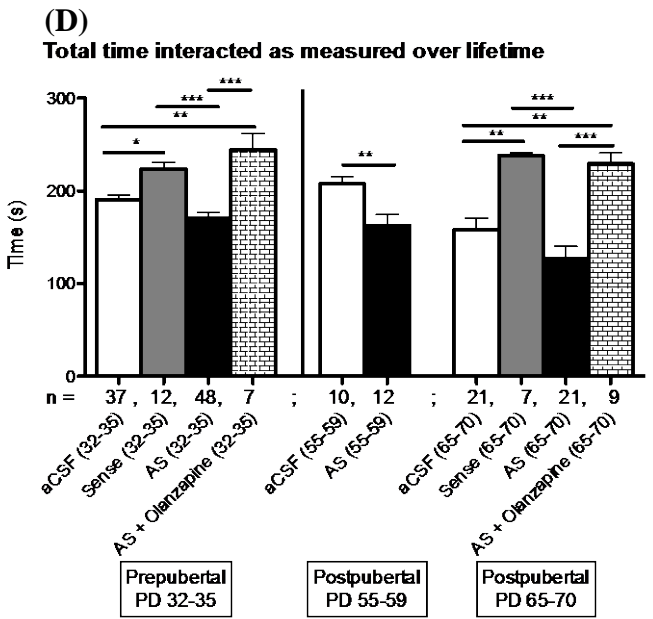 (D)
Total time interacted as measured over lifetime
Time (s)
300
200
100
0
*
**
***
***
**
**
**
***
***
n = 37 , 12, 48, 7 ; 10, 12 ; 21, 7, 21, 9
aCSF (32-35)
Sense (32-35)
AS (32-35)
AS + Olanzapine (32-35)
aCSF (55-59)
AS (55-59)
aCSF (65-70)
Sense (65-70)
AS (65-70)
AS + Olanzapine (65-70)
Prepubertal
PD 32-35
Postpubertal
PD 55-59
Postpubertal
PD 65-70